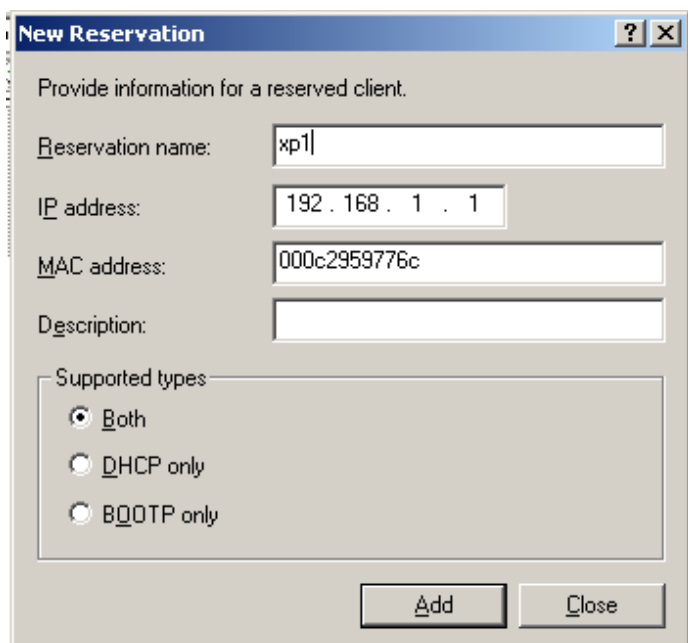 New Reservation
Provide information for a reserved client.
Reservation name: xp1
IP address: 192 . 168 . 1 . 1
MAC address: 000c2959776c
Description:
Supported types
Both
DHCP only
BOOTP only
Add Close